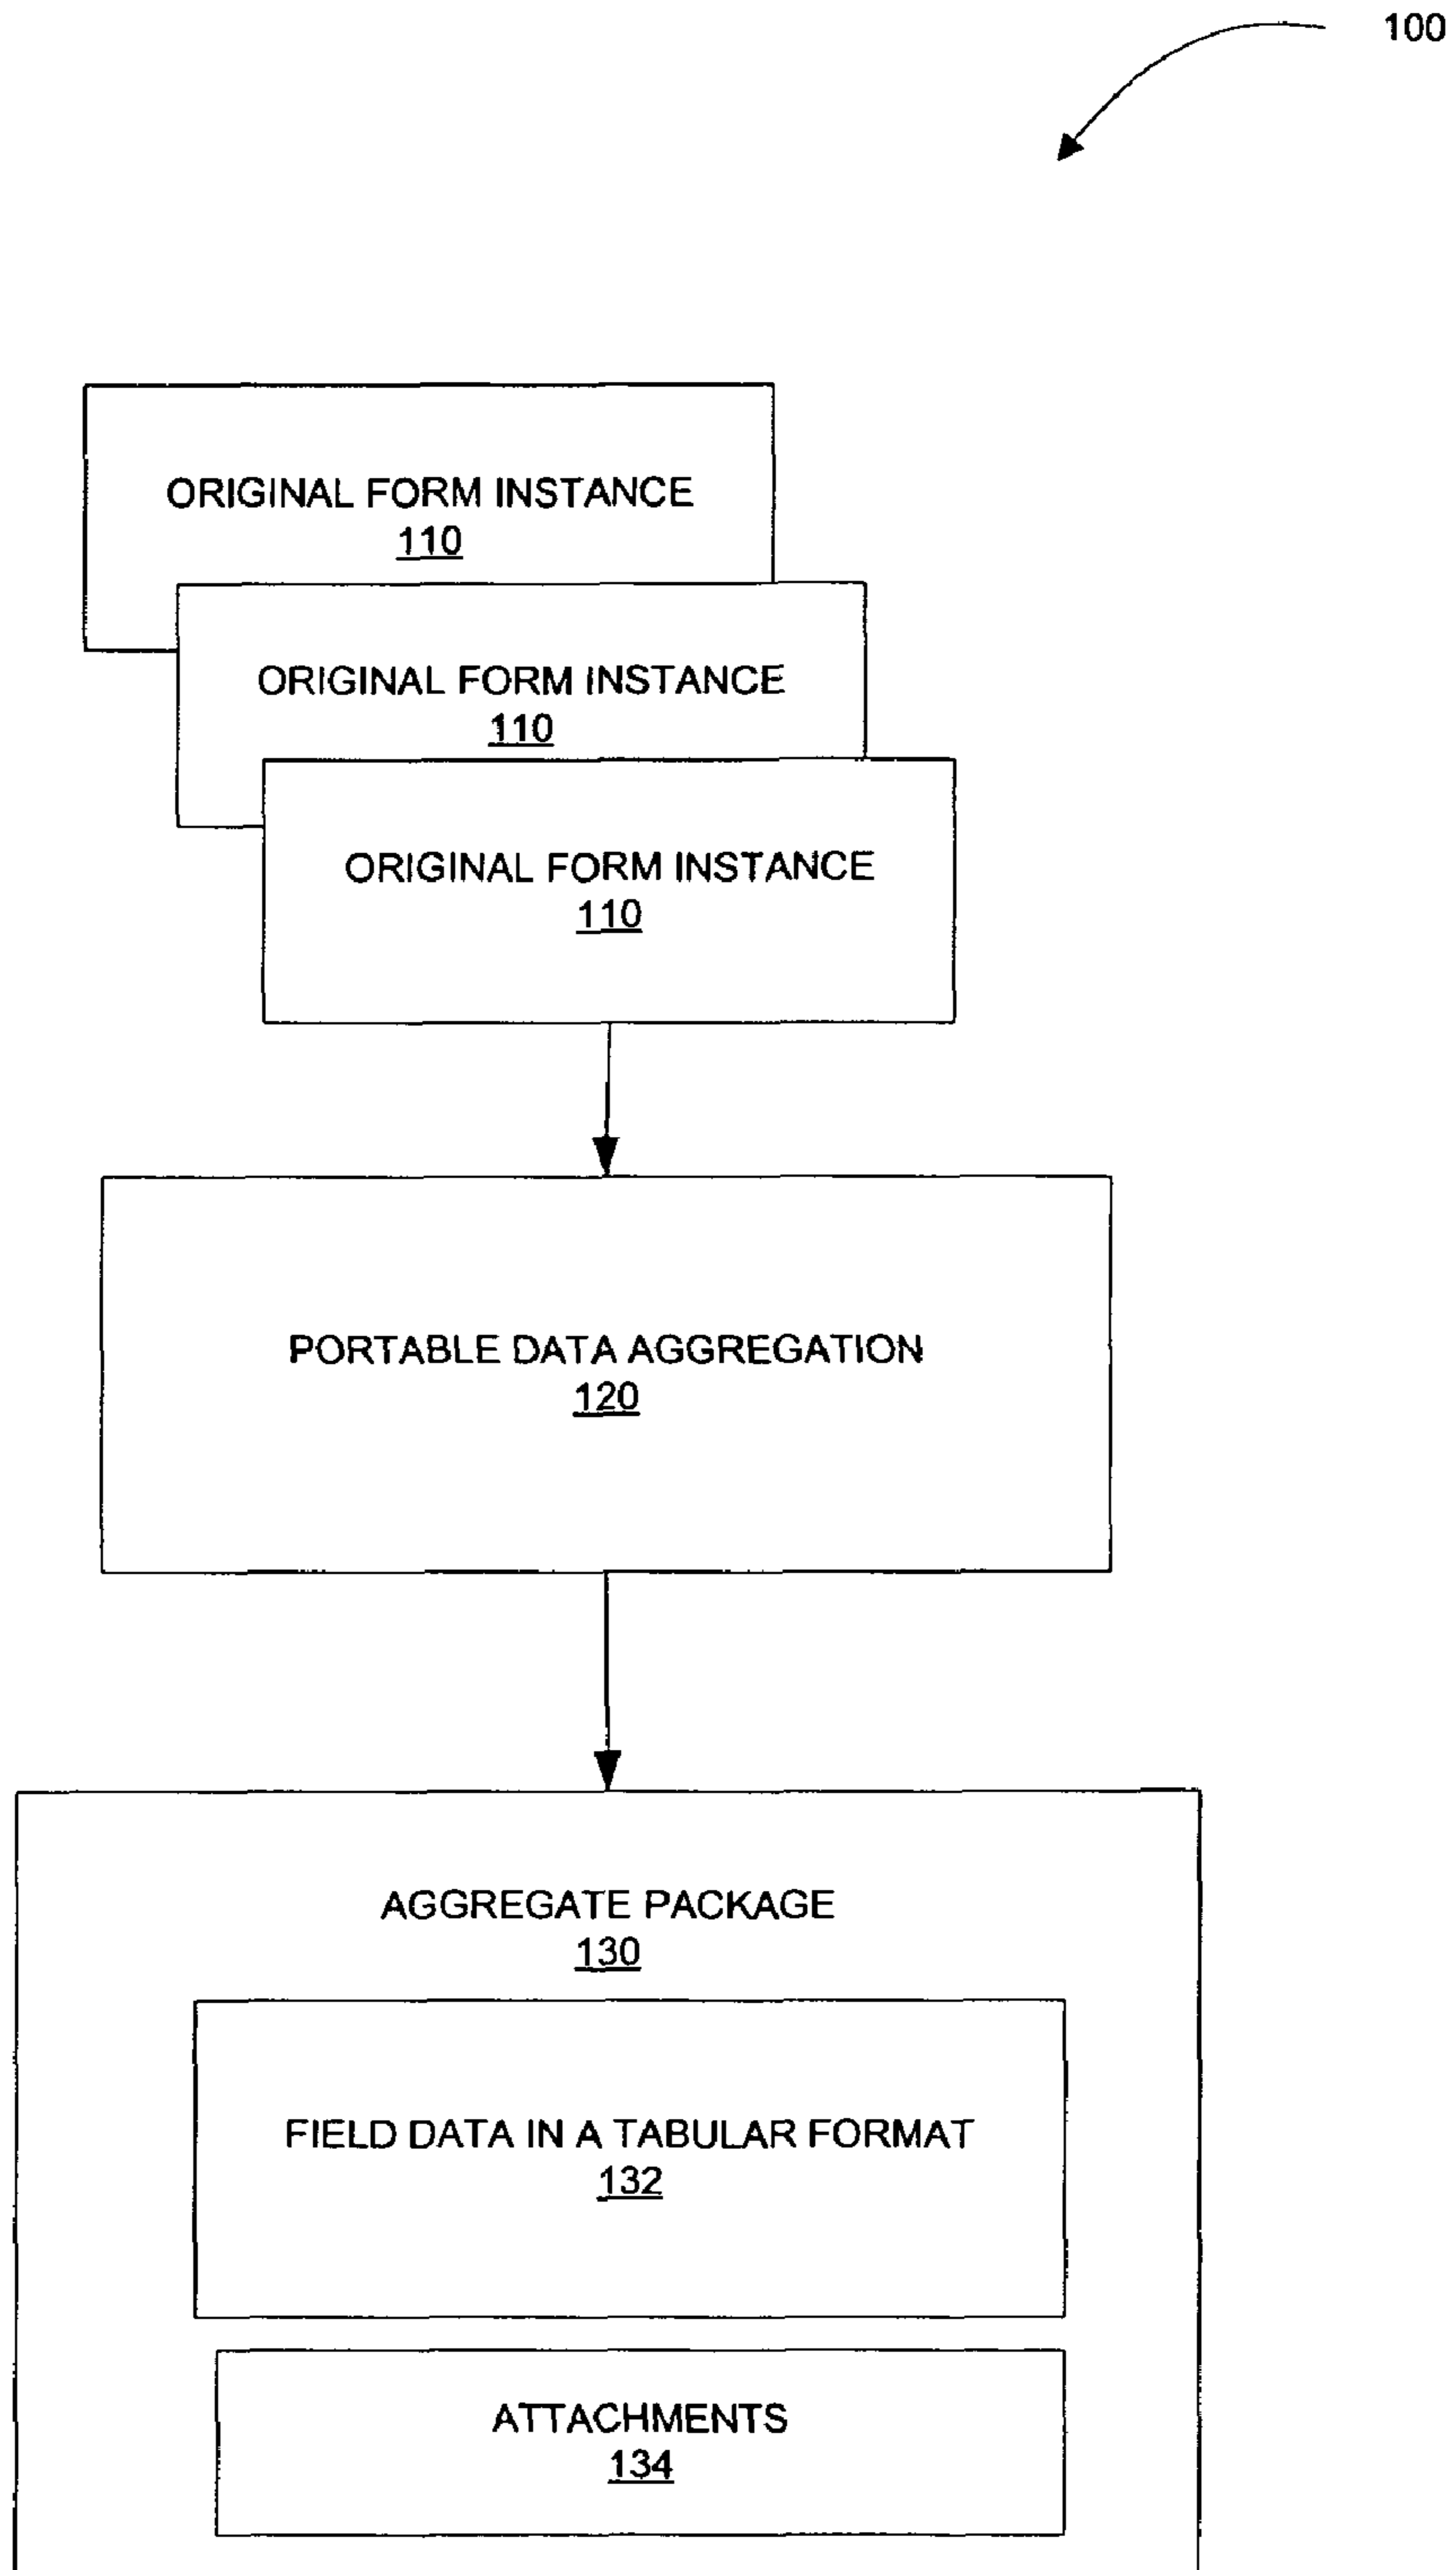 100
ORIGINAL FORM INSTANCE
110
ORIGINAL FORM INSTANCE
110
ORIGINAL FORM INSTANCE
110
PORTABLE DATA AGGREGATION
120
AGGREGATE PACKAGE
130
FIELD DATA IN A TABULAR FORMAT
132
ATTACHMENTS
134